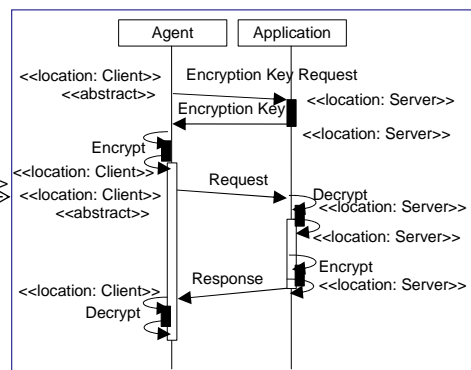 Agent Application
<<location: Client>> Encryption Key Request
<<abstract>> <<location: Server>>
Encryption Key
<<location: Server>>
Encrypt
<<location: Client>>
Request
<<location: Client>> Decrypt
<<abstract>> <<location: Server>>
<<location: Server>>
Encrypt
Response
<<location: Client>> <<location: Server>>
Decrypt